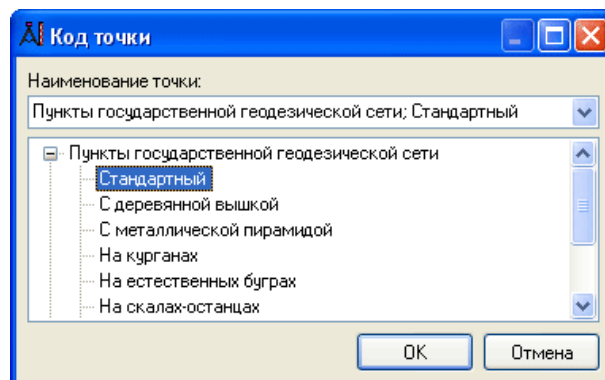 Код точки
Наименование точки:
Пункты государственной геодезической сети; Стандартный
Пункты государственной геодезической сети
Стандартный
С деревянной вышкой
С металлической пирамидой
На курганах
На естественных буграх
На скалах-останцах
OK
Отмена